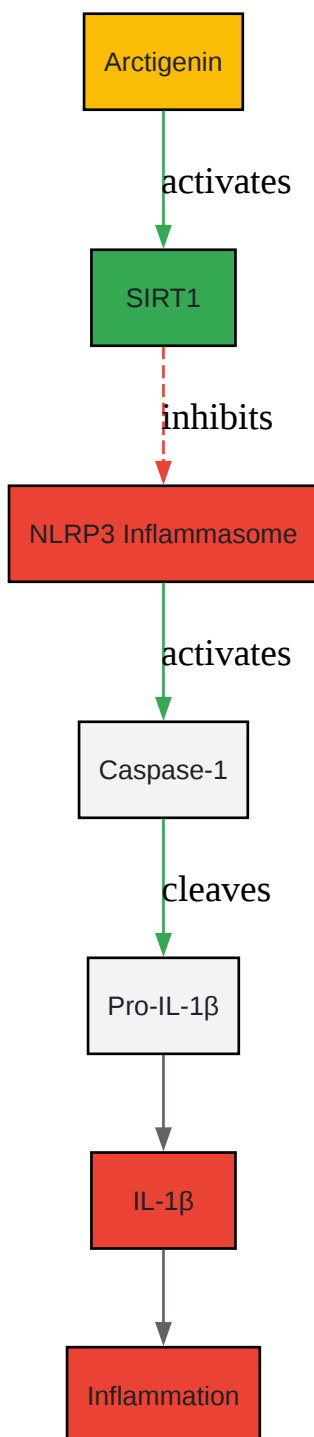 Arctigenin
activates
SIRT1
inhibits
NLRP3 Inflammasome
activates
Caspase-1
cleaves
Pro-IL-1β
IL-1β
Inflammation